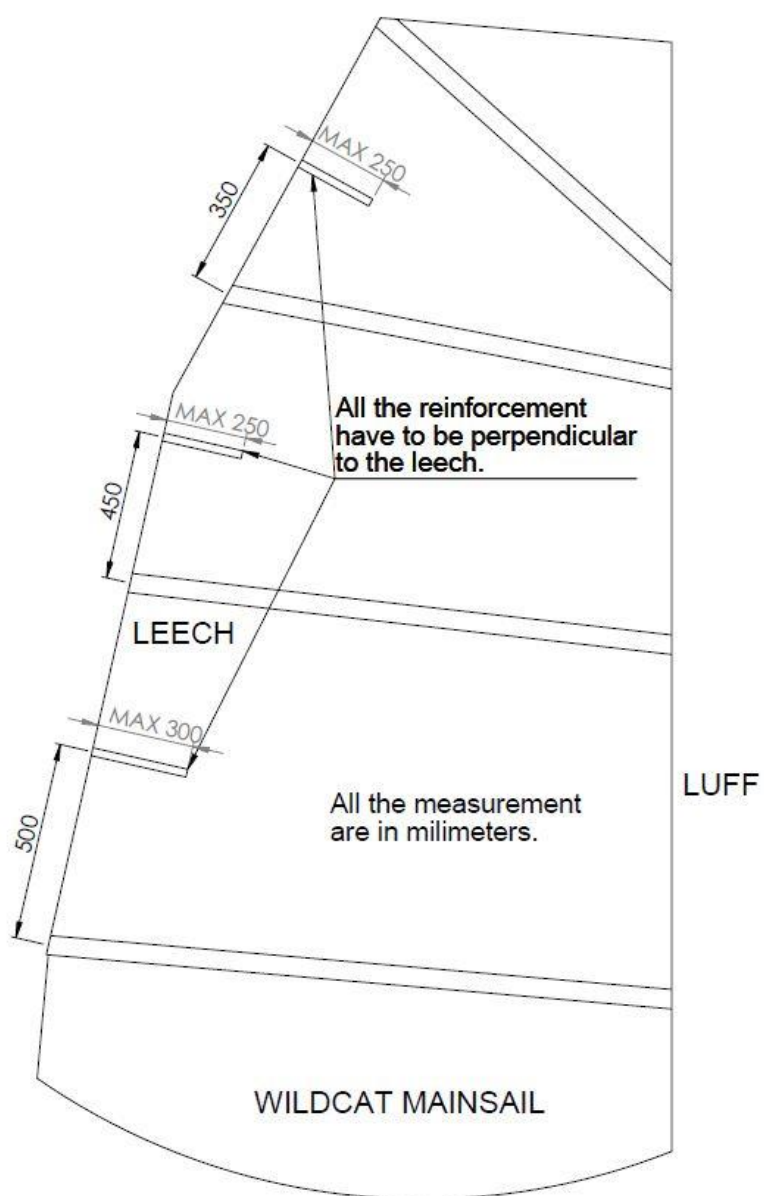 MAX 250
350
MAX 250
All the reinforcement
have to be perpendicular
to the leech.
450
LEECH
MAX 300
LUFF
All the measurement
are in milimeters.
500
WILDCAT MAINSAIL